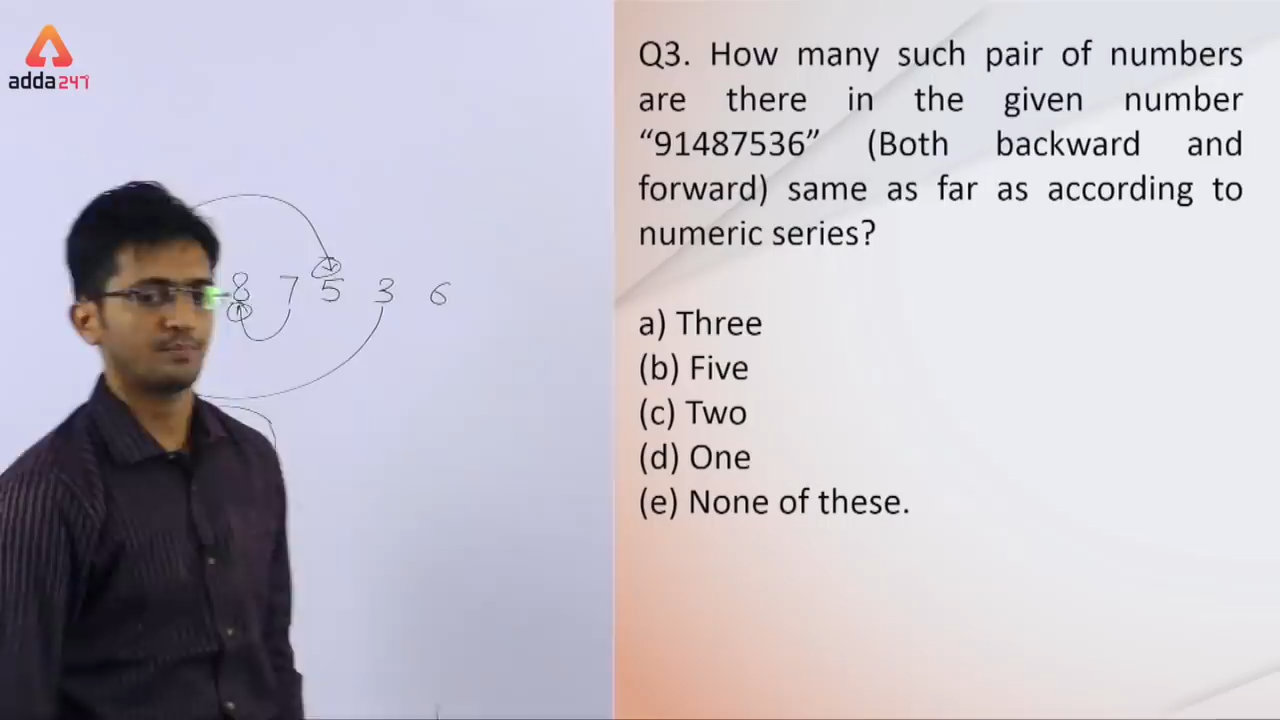 adda247
8 7 5 3 6
Q3. How many such pair of numbers
are there in the given number
“91487536” (Both backward and
forward) same as far as according to
numeric series?
a) Three
(b) Five
(c) Two
(d) One
(e) None of these.